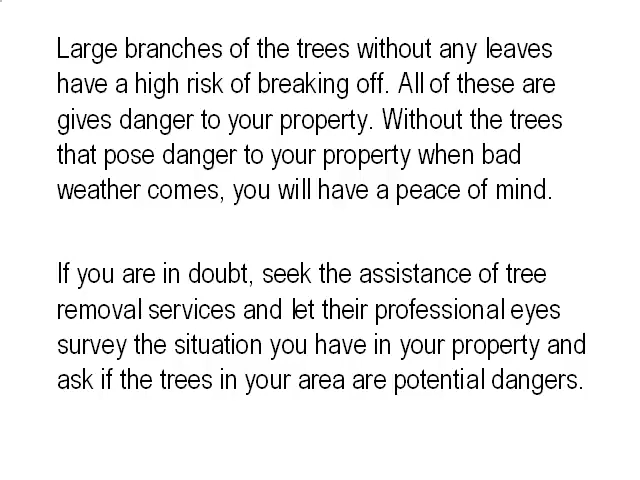 Large branches of the trees without any leaves
have a high risk of breaking off. All of these are
gives danger to your property. Without the trees
that pose danger to your property when bad
weather comes, you will have a peace of mind.
If you are in doubt, seek the assistance of tree
removal services and let their professional eyes
survey the situation you have in your property and
ask if the trees in your area are potential dangers.